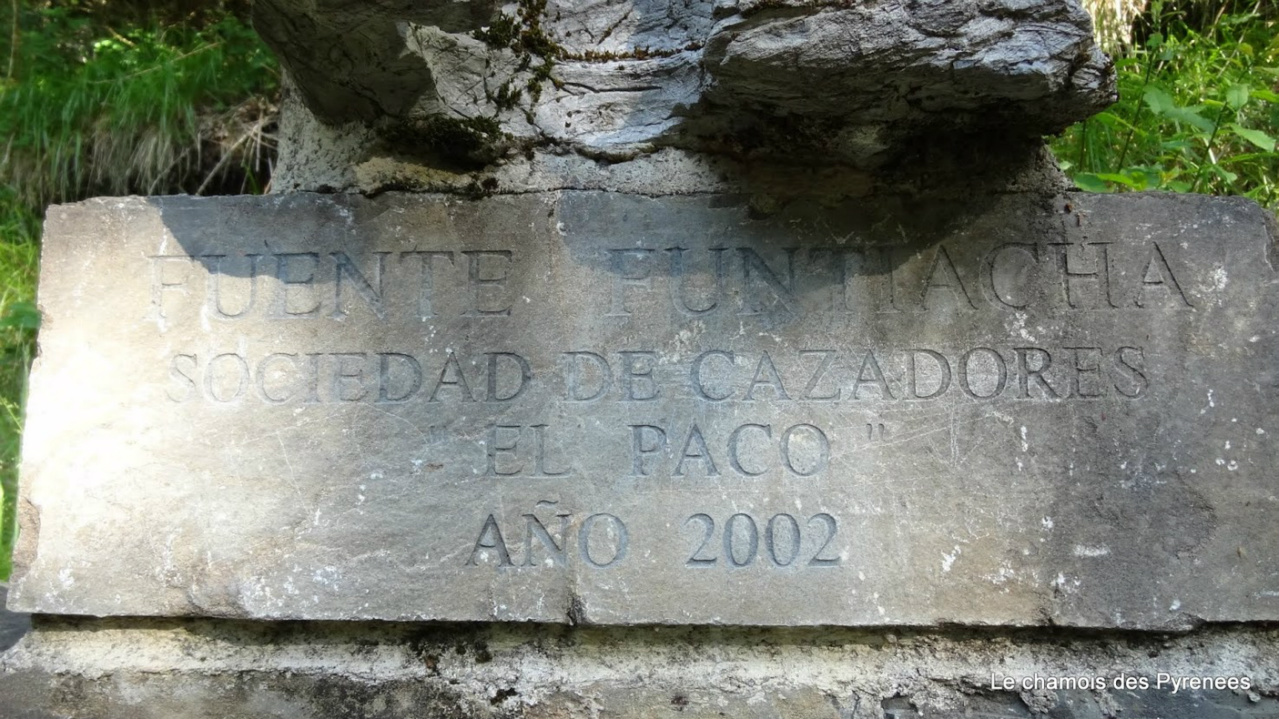 FUENTE FUNTIACHA
SOCIEDAD DE CAZADORES
" EL PACO "
AÑO 2002
Le chamois des Pyrenees